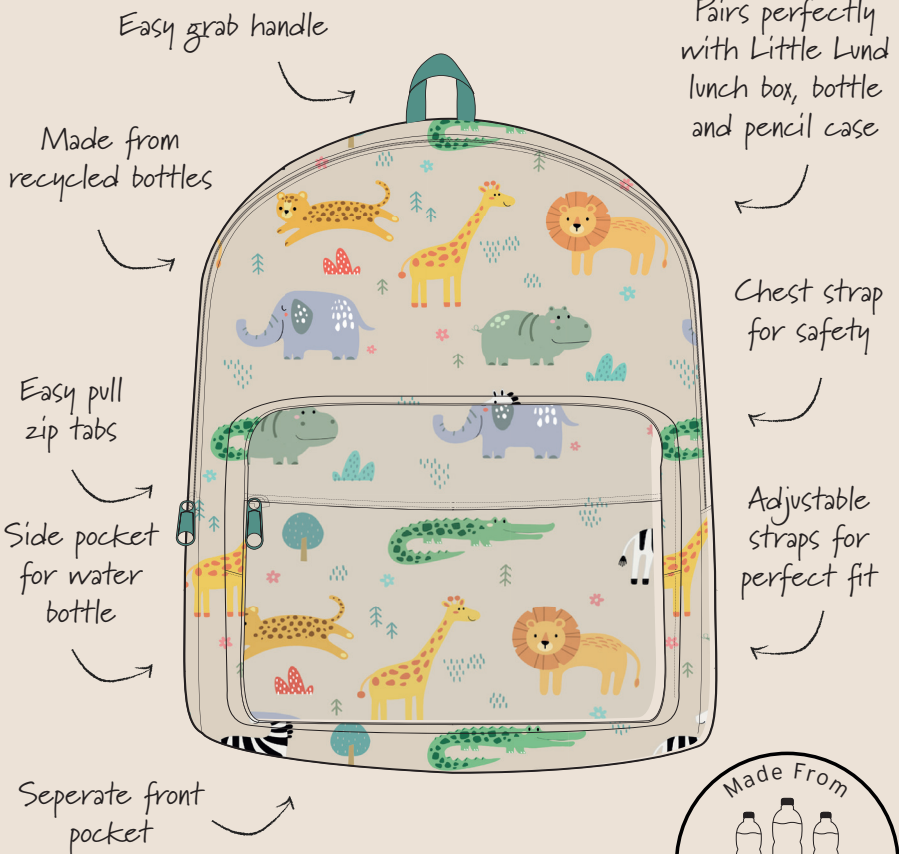 Easy grab handle
Pairs perfectly
with Little Lund
lunch box, bottle
and pencil case
Made from
recycled bottles
Chest strap
for safety
Easy pull
zip tabs
Adjustable
straps for
perfect fit
Side pocket
for water
bottle
Seperate front
pocket
Made From